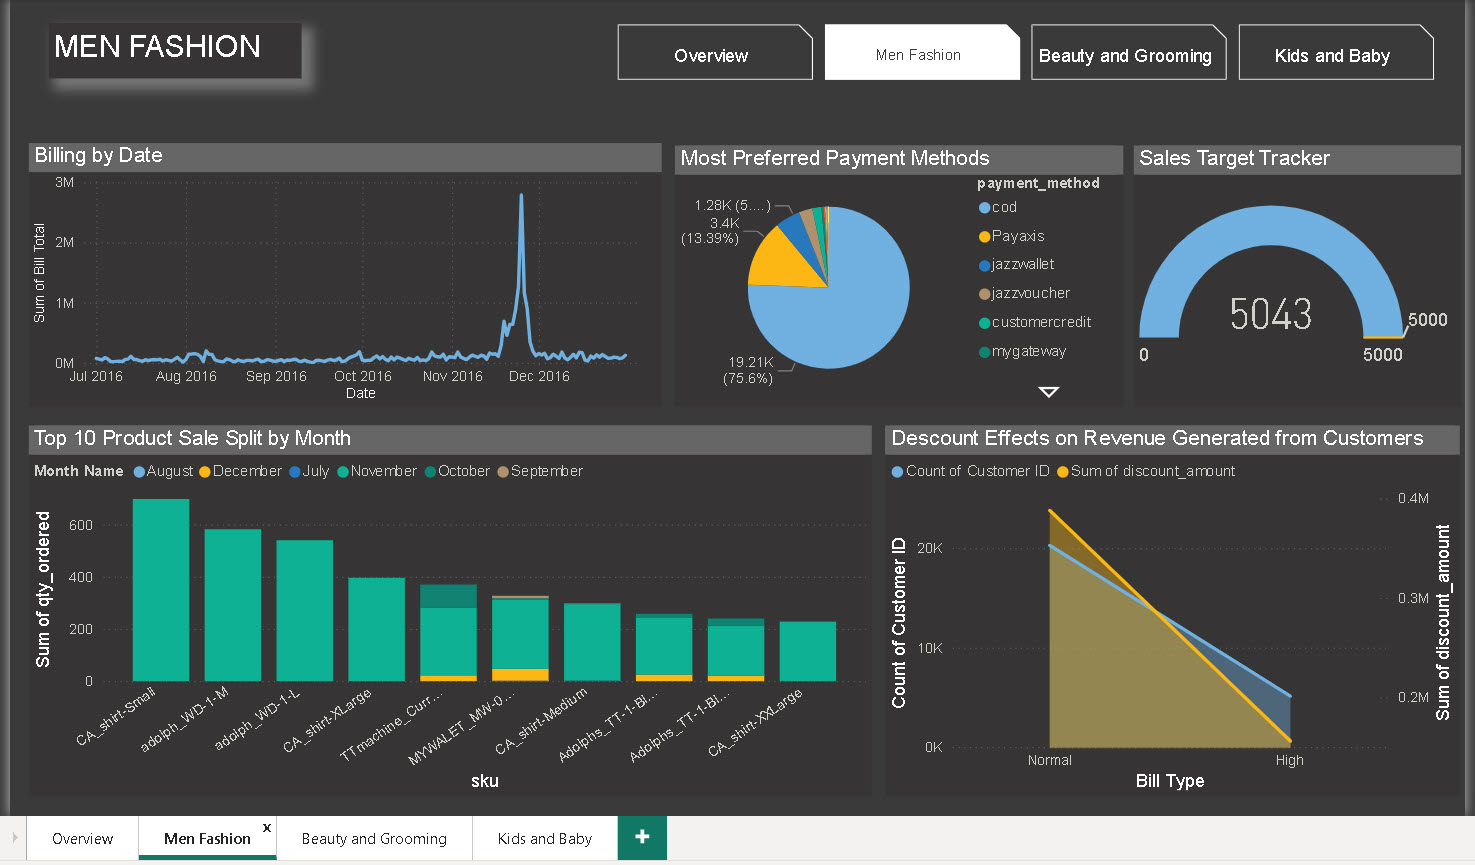 MEN FASHION
Overview
Men Fashion
Beauty and Grooming
Kids and Baby
Billing by Date
3M
2M
1M
0M
Sum of Bill Total
Jul 2016 Aug 2016 Sep 2016 Oct 2016 Nov 2016 Dec 2016
Date
Most Preferred Payment Methods
payment_method
cod
Payaxis
jazzwallet
jazzvoucher
customercredit
mygateway
1.28K (5....)
3.4K
(13.39%)
19.21K
(75.6%)
Sales Target Tracker
5043
5000
0
5000
Top 10 Product Sale Split by Month
Month Name August December July November October September
600
400
200
0
Sum of qty_ordered
CA_shirt-Small
adolph_WD-1-M
adolph_WD-1-L
CA_shirt-XLarge
TTmachine_Curr...
MYWALET_MW-0...
CA_shirt-Medium
Adolphs_TT-1-Bl...
Adolphs_TT-1-Bl...
CA_shirt-XXLarge
sku
Descount Effects on Revenue Generated from Customers
Count of Customer ID Sum of discount_amount
20K
10K
0K
Count of Customer ID
0.4M
0.3M
0.2M
Sum of discount_amount
Normal High
Bill Type
Overview
Men Fashion
x
Beauty and Grooming
Kids and Baby
+